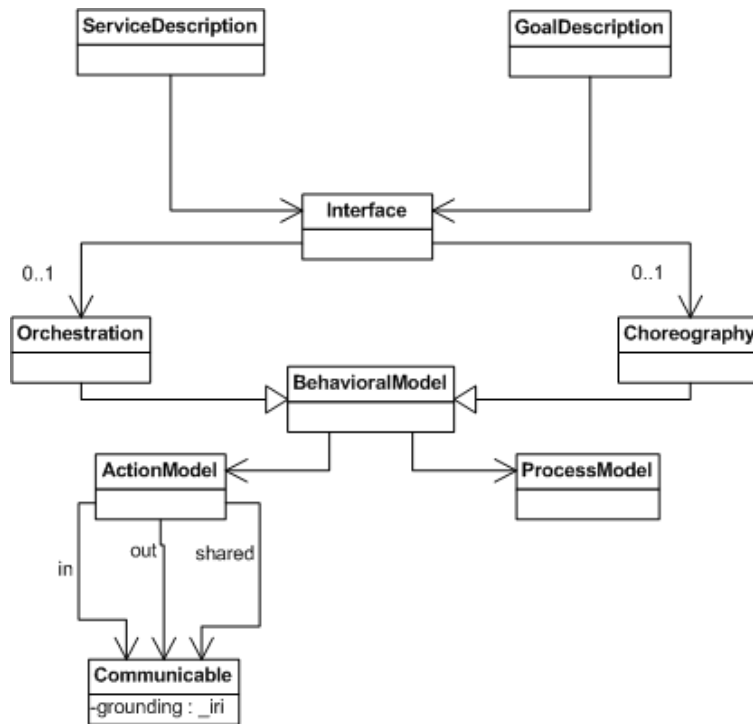 ServiceDescription
GoalDescription
Interface
0..1
0..1
Orchestration
Choreography
BehavioralModel
ActionModel
ProcessModel
in
out
shared
Communicable
-grounding : _iri